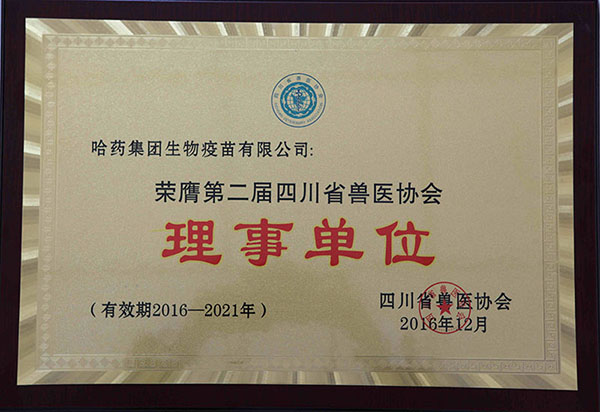 哈药集团生物疫苗有限公司:
荣膺第二届四川省兽医协会
理事单位
(有效期2016—2021年)
四川省兽医协会
2016年12月